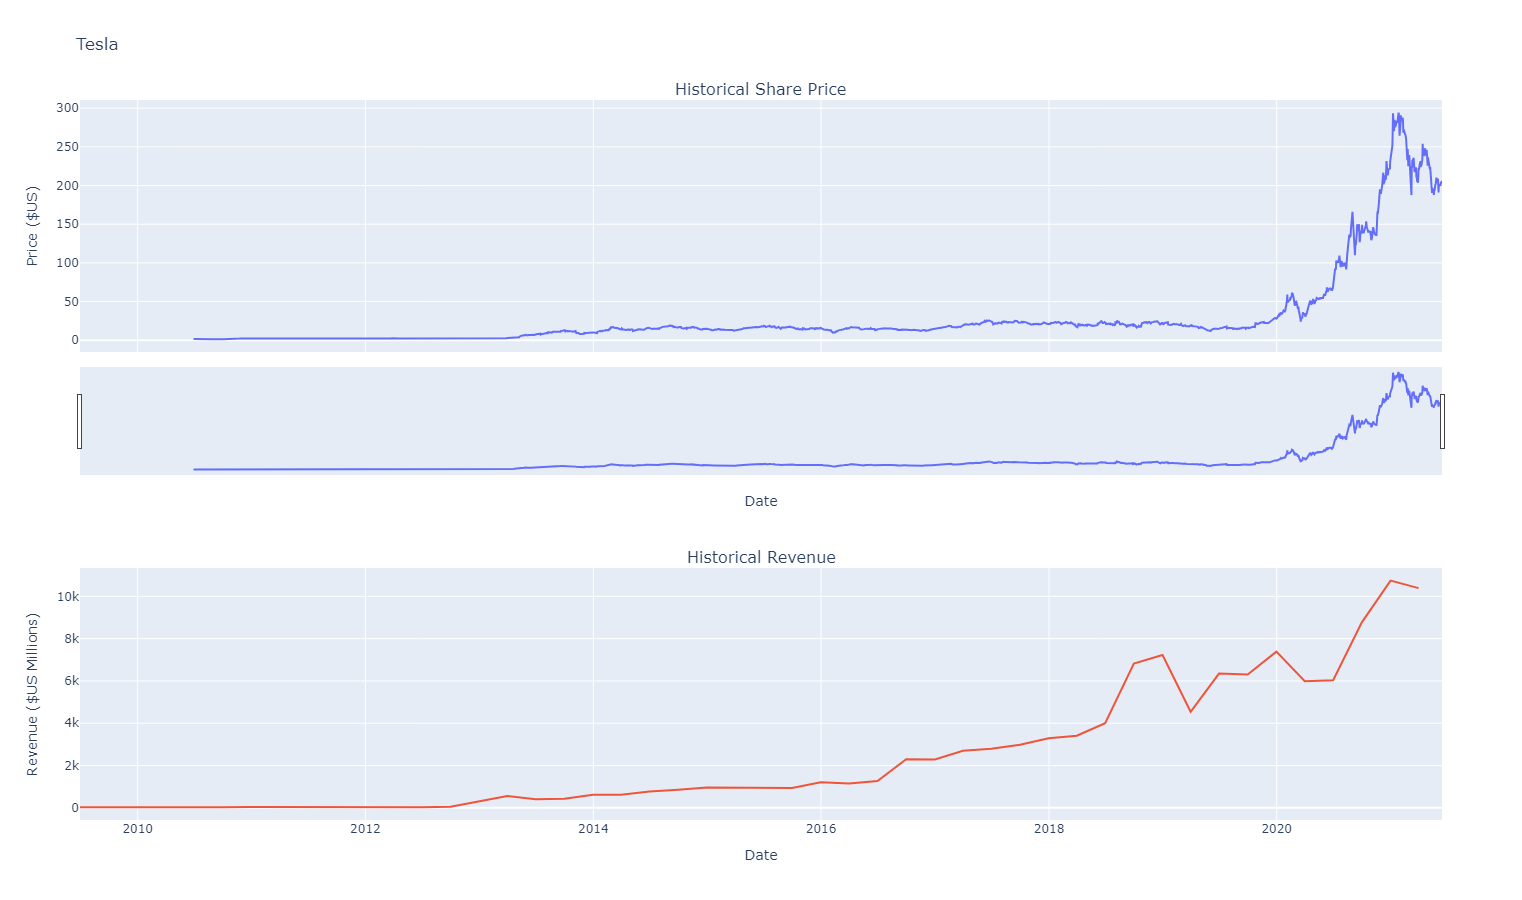 Tesla
Historical Share Price
300
250
200
150
100
50
0
Price ($US)
Date
Historical Revenue
10k
8k
6k
4k
2k
0
Revenue ($US Millions)
2010 2012 2014 2016 2018 2020
Date